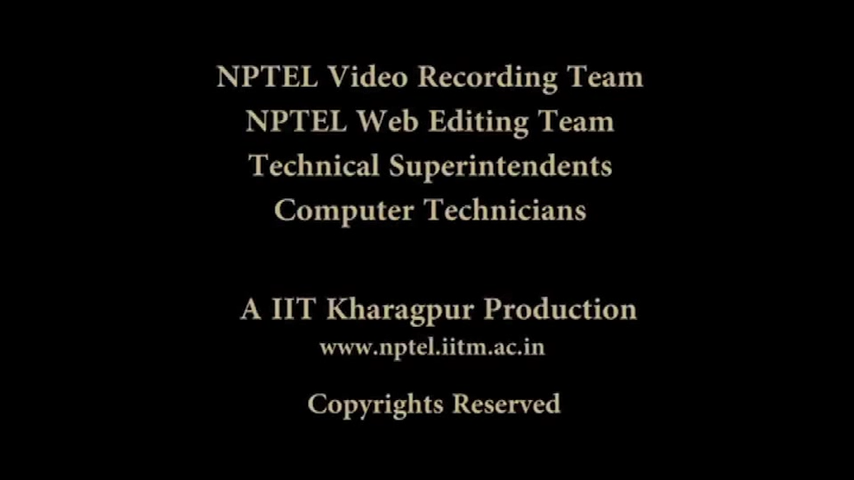 NPTEL Video Recording Team
NPTEL Web Editing Team
Technical Superintendents
Computer Technicians
A IIT Kharagpur Production
www.nptel.iitm.ac.in
Copyrights Reserved